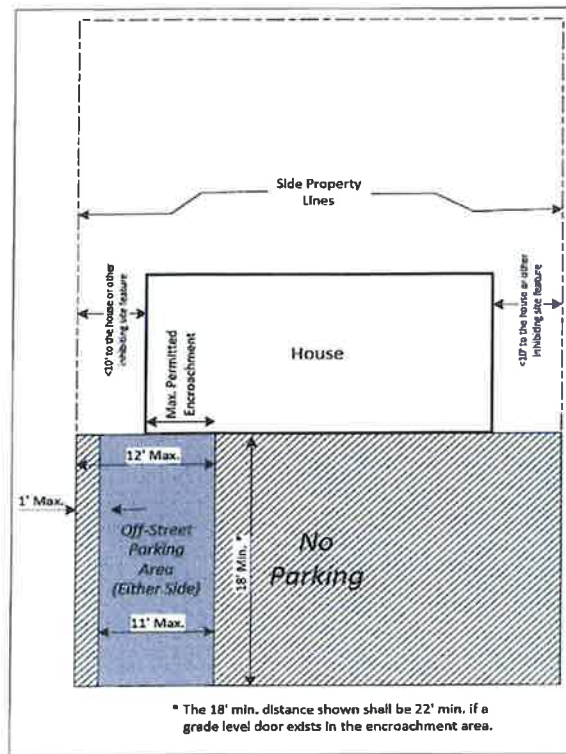 Side Property
Lines
<10' to the house or other
inhibiting site feature
<10' to the house or other
inhibiting site feature
House
Max. Permitted
Encroachment
12' Max.
1' Max.
Off-Street
Parking
Area
(Either Side)
18' Min. *
No
Parking
11' Max.
* The 18' min. distance shown shall be 22' min. if a
grade level door exists in the encroachment area.